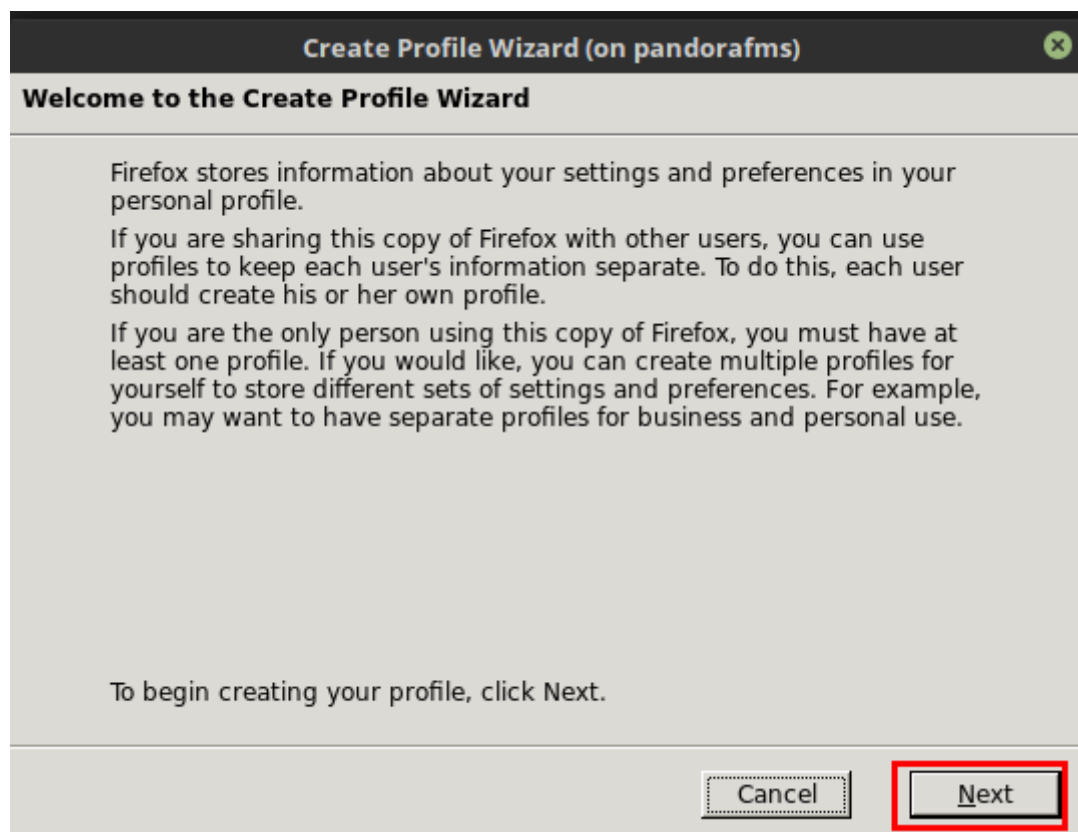 Create Profile Wizard (on pandorafms)
Welcome to the Create Profile Wizard
Firefox stores information about your settings and preferences in your
personal profile.
If you are sharing this copy of Firefox with other users, you can use
profiles to keep each user's information separate. To do this, each user
should create his or her own profile.
If you are the only person using this copy of Firefox, you must have at
least one profile. If you would like, you can create multiple profiles for
yourself to store different sets of settings and preferences. For example,
you may want to have separate profiles for business and personal use.
To begin creating your profile, click Next.
Cancel
Next